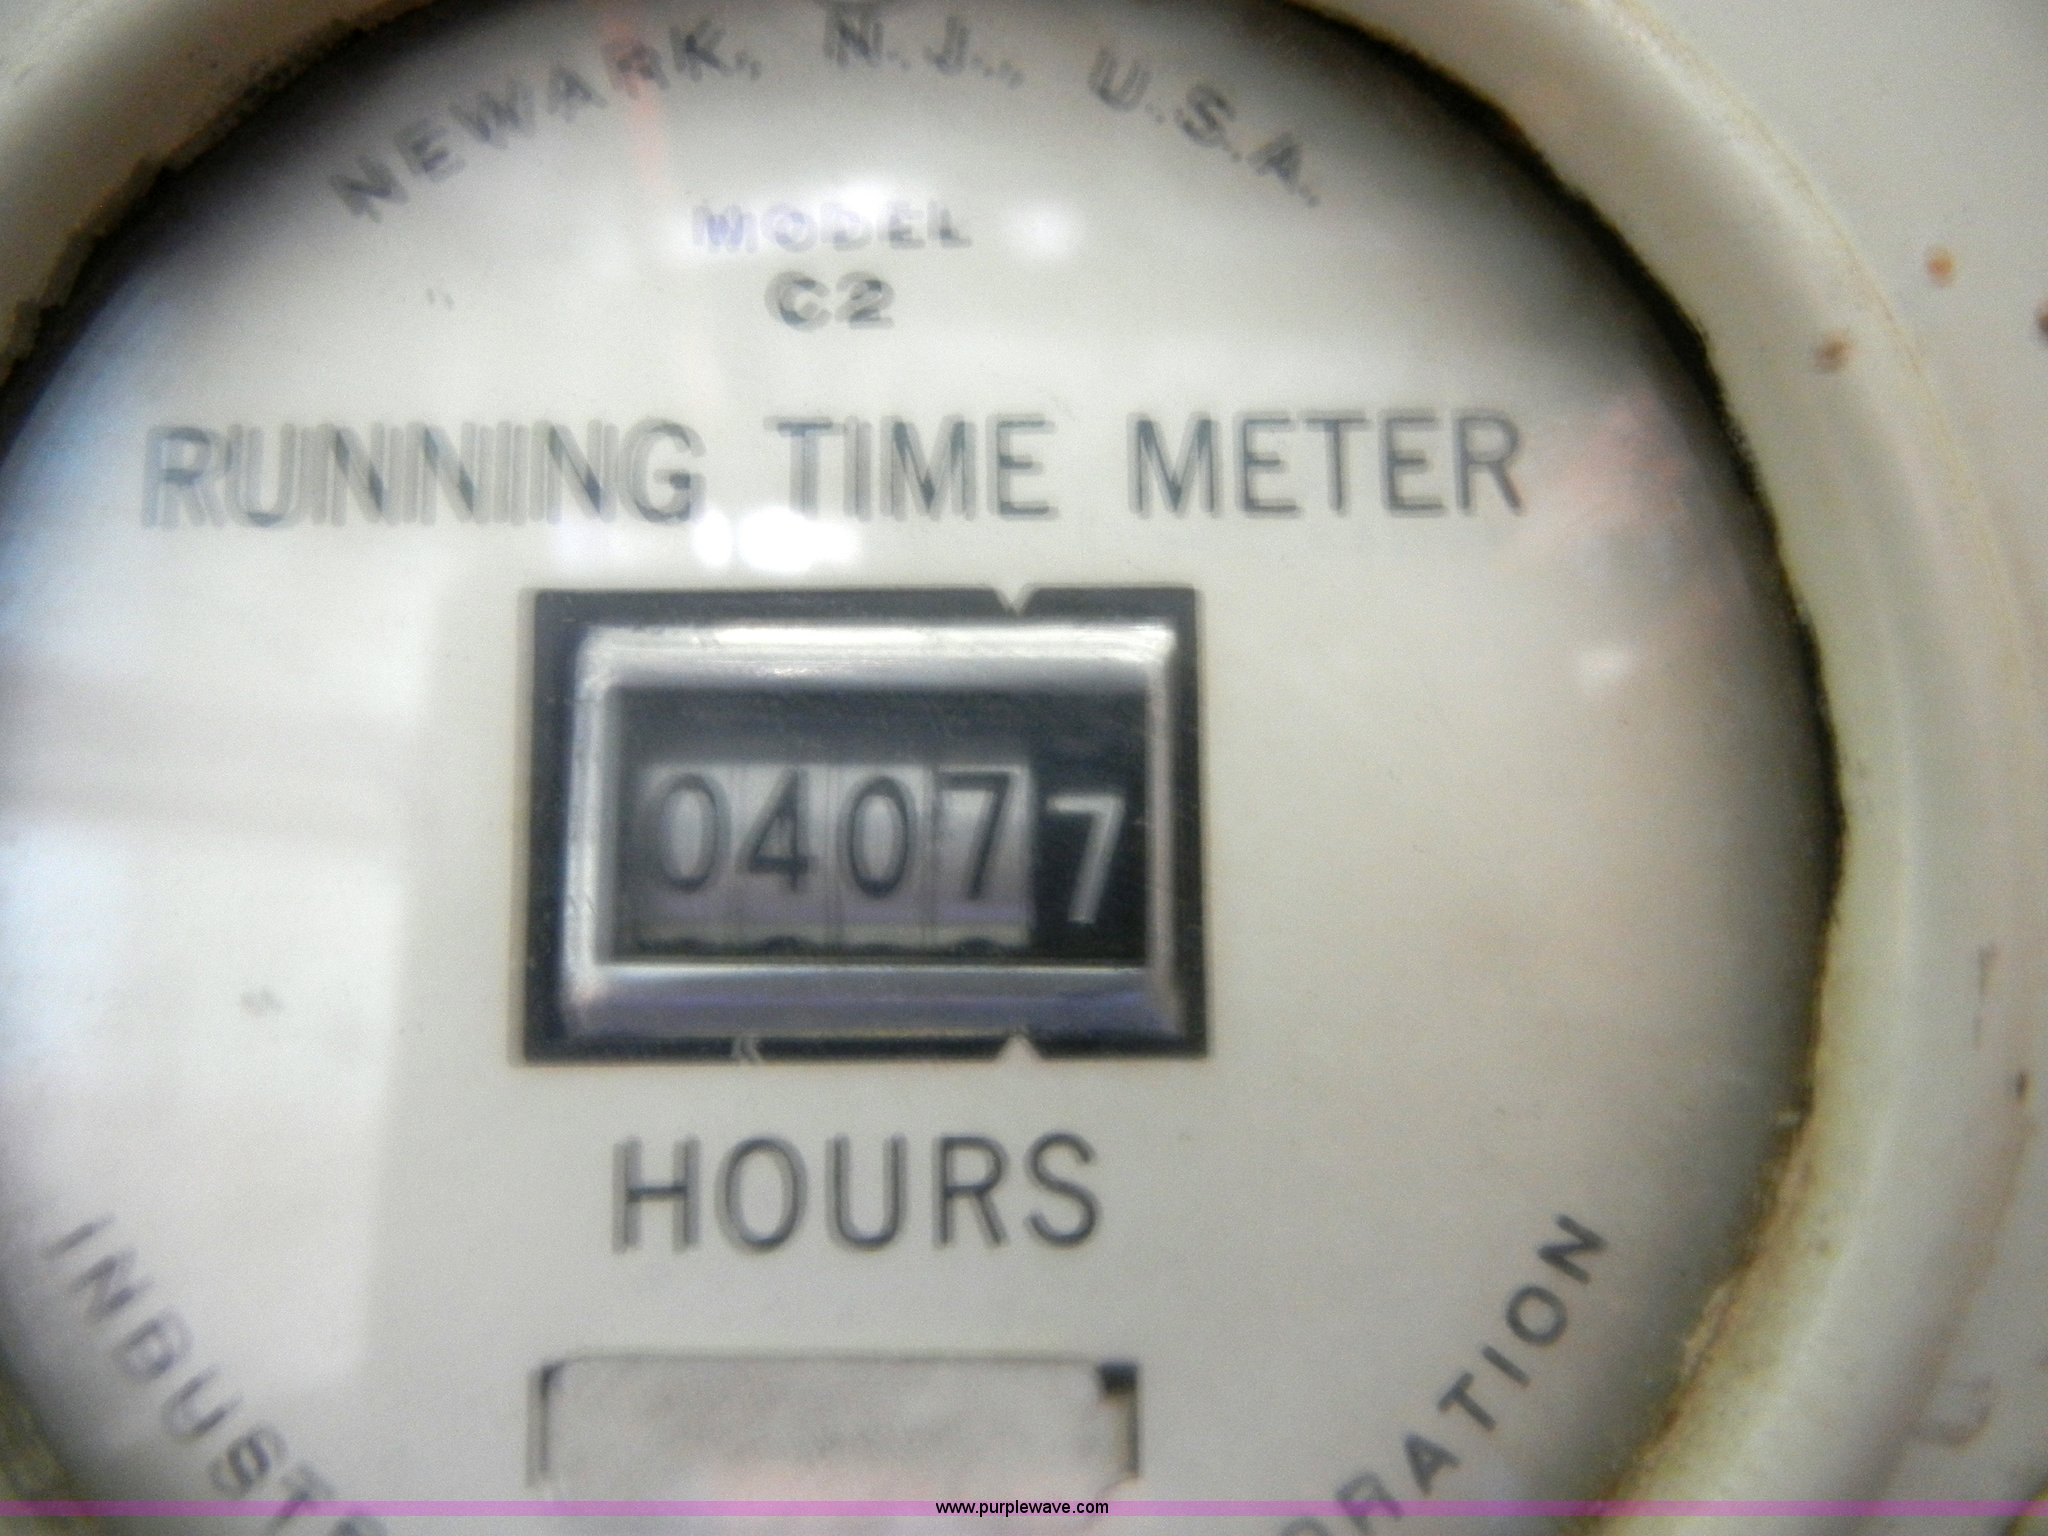 NEWARK, N.J., U.S.A.
MODEL
C2
RUNNING TIME METER
04077
HOURS
www.purplewave.com